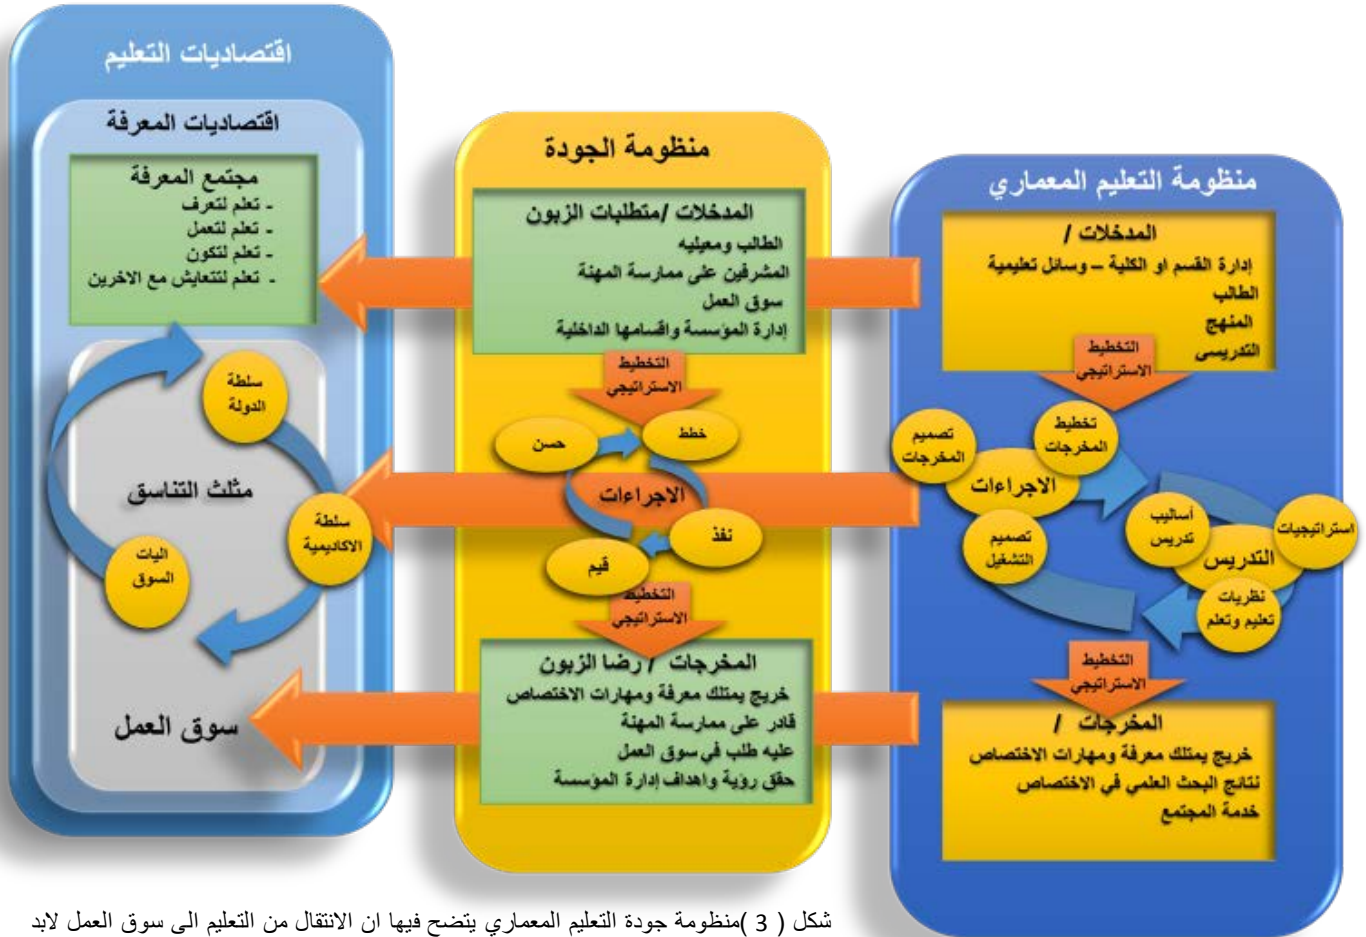 منظومة التعليم المعماري
المدخلات /
إدارة القسم او الكلية – وسائل تعليمية
الطالب
المنهج
التدريسي
التخطيط
الاستراتيجي
تخطيط
المخرجات
تصميم
المخرجات
الاجراءات
تصميم
التشغيل
أساليب
تدريس
استراتيجيات
التدريس
نظريات
تعليم وتعلم
التخطيط
الاستراتيجي
المخرجات /
خريج يمتلك معرفة ومهارات الاختصاص
نتائج البحث العلمي في الاختصاص
خدمة المجتمع
منظومة الجودة
المدخلات /متطلبات الزبون
الطالب ومعيليه
المشرفين على ممارسة المهنة
سوق العمل
إدارة المؤسسة واقسامها الداخلية
التخطيط
الاستراتيجي
خطط
حسن
الاجراءات
نفذ
قيم
التخطيط
الاستراتيجي
المخرجات / رضا الزبون
خريج يمتلك معرفة ومهارات الاختصاص
قادر على ممارسة المهنة
عليه طلب في سوق العمل
حقق رؤية واهداف إدارة المؤسسة
اقتصاديات التعليم
اقتصاديات المعرفة
مجتمع المعرفة
- تعلم لتعرف
- تعلم لتعمل
- تعلم لتكون
- تعلم لتتعايش مع الاخرين
سلطة
الدولة
مثلث التناسق
سلطة
الاكاديمية
اليات
السوق
سوق العمل
شكل ( 3 )منظومة جودة التعليم المعماري يتضح فيها ان الانتقال من التعليم الى سوق العمل لابد